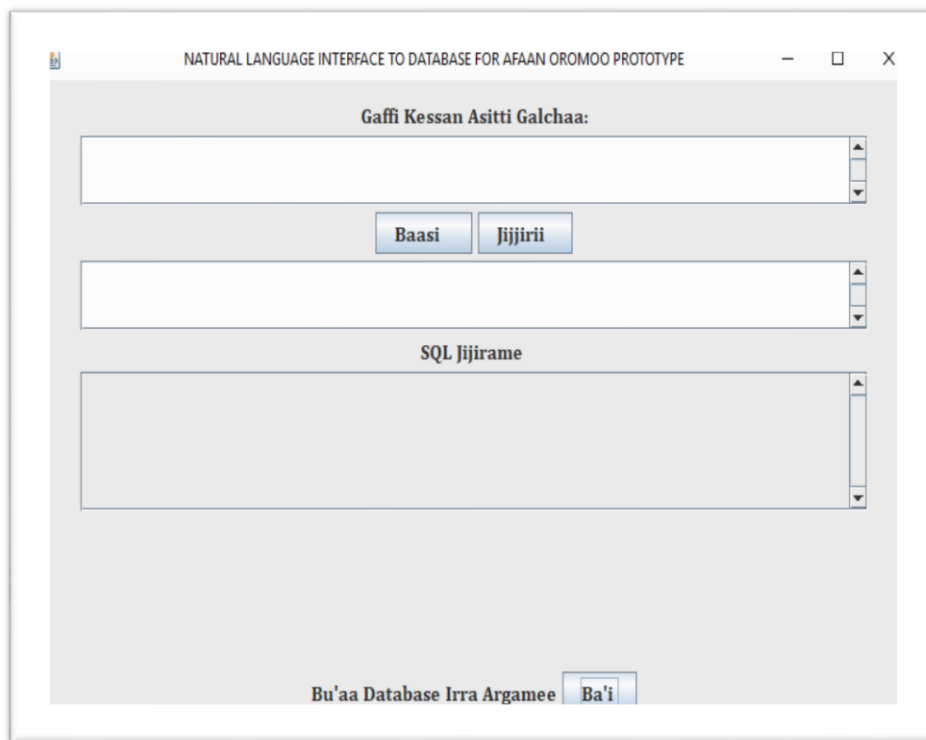 NATURAL LANGUAGE INTERFACE TO DATABASE FOR AFAAN OROMOO PROTOTYPE
Gaffi Kessan Asitti Galchaa:
Baasi Jijjirii
SQL Jijirame
Bu'aa Database Irra Argamee Ba'i